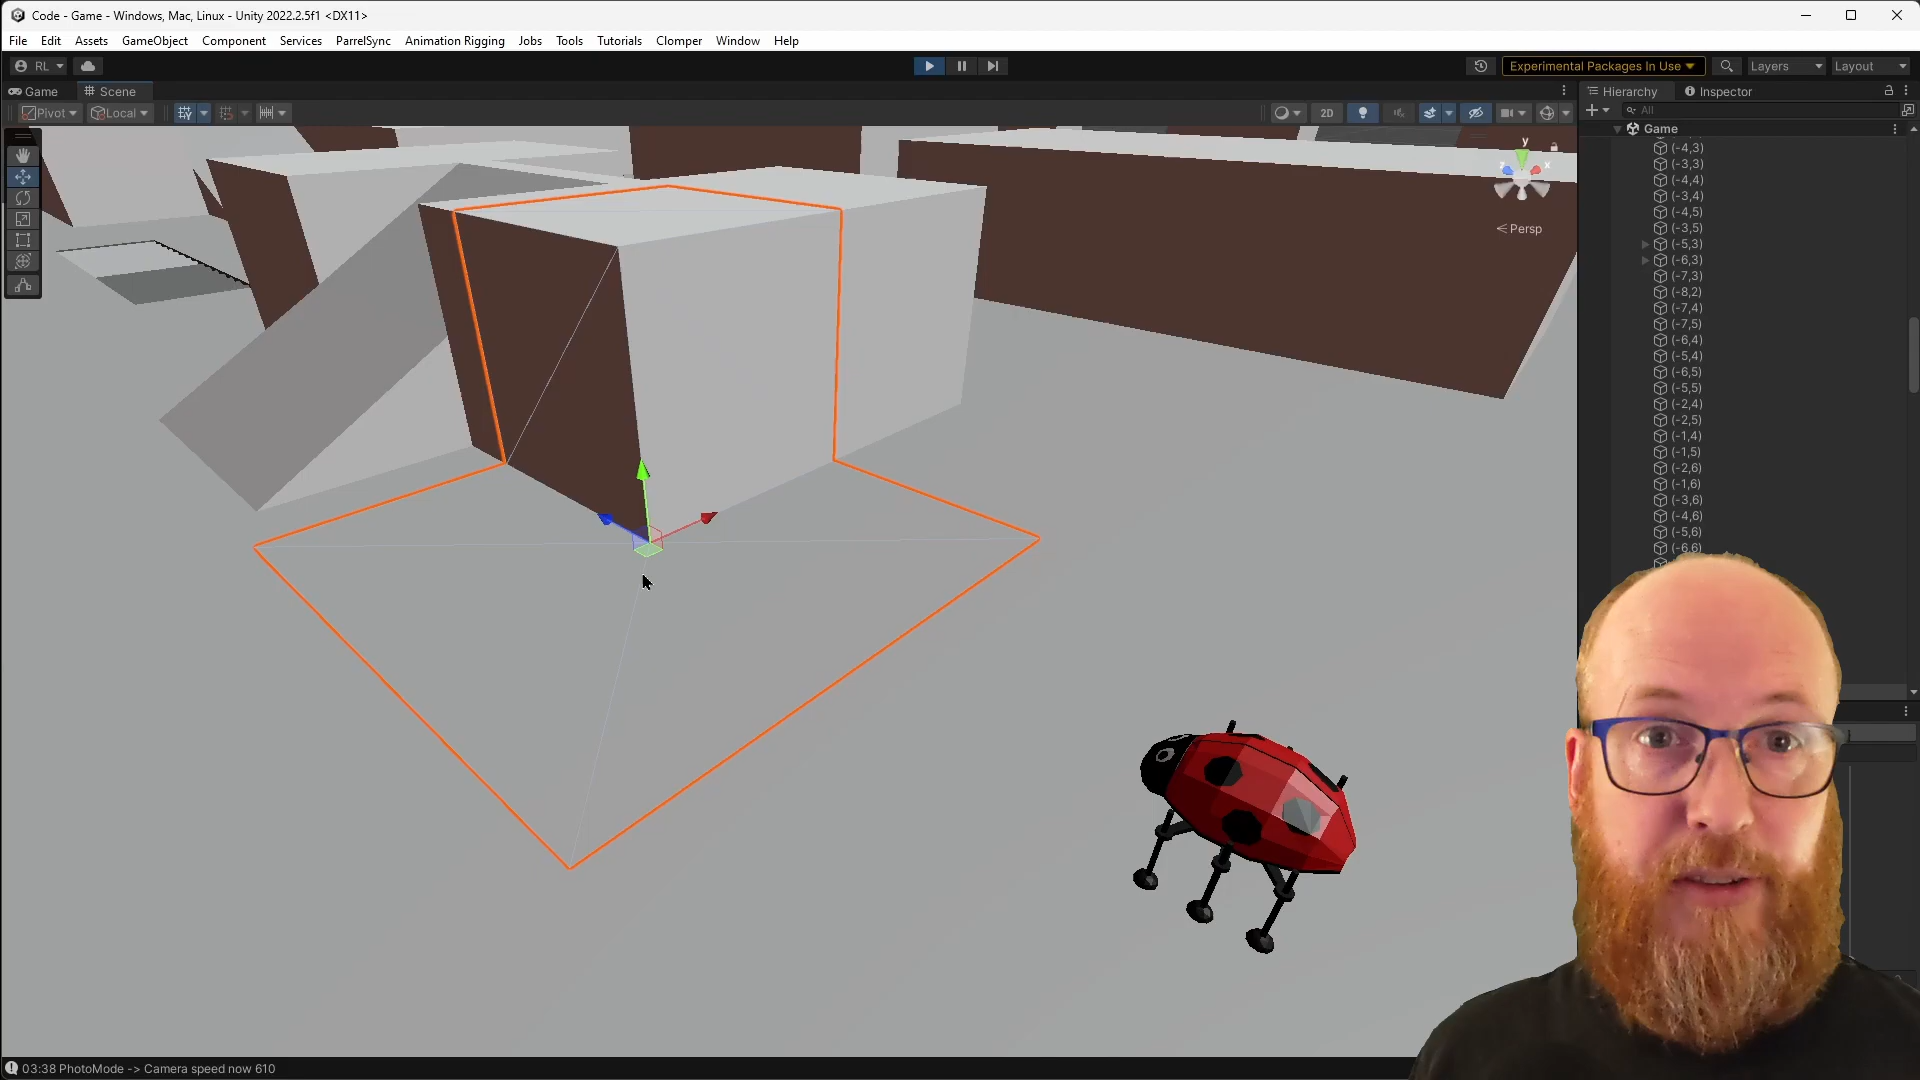 Code - Game - Windows, Mac, Linux - Unity 2022.2.5f1 <DX11>
File Edit Assets GameObject Component Services ParrelSync Animation Rigging Jobs Tools Tutorials Clomper Window Help
RL Experimental Packages In Use Layers Layout
Game Scene Hierarchy Inspector
Pivot Local 2D All
Game
(-4,3)
(-3,3)
(-4,4)
(-3,4)
(-4,5)
(-3,5)
(-5,3)
(-6,3)
(-7,3)
(-8,2)
(-7,4)
(-7,5)
(-6,4)
(-5,4)
(-6,5)
(-5,5)
(-2,4)
(-2,5)
(-1,4)
(-1,5)
(-2,6)
(-1,6)
(-3,6)
(-4,6)
(-5,6)
(-6,6)
y
z x
< Persp
03:38 PhotoMode -> Camera speed now 610